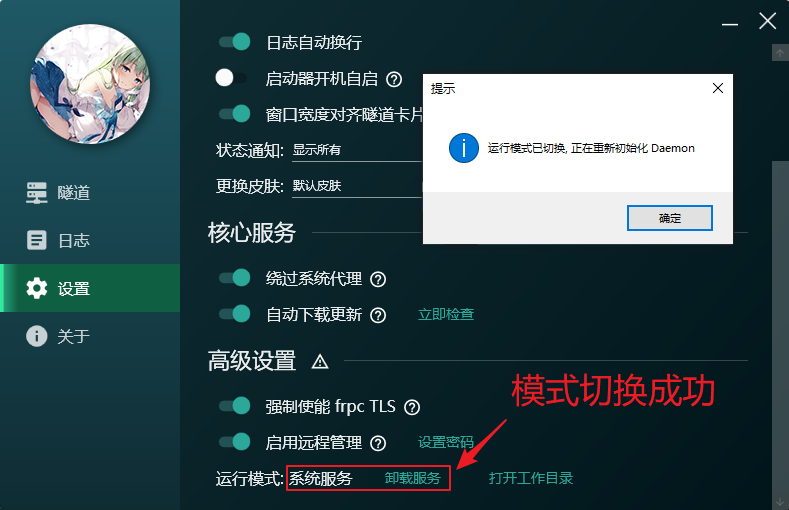 隧道
日志
设置
关于
日志自动换行
启动器开机自启
窗口宽度对齐隧道卡片
状态通知: 显示所有
更换皮肤: 默认皮肤
提示
运行模式已切换, 正在重新初始化 Daemon
确定
核心服务
绕过系统代理
自动下载更新 立即检查
高级设置
强制使能 frpc TLS
启用远程管理 设置密码
运行模式: 系统服务 卸载服务 打开工作目录
模式切换成功